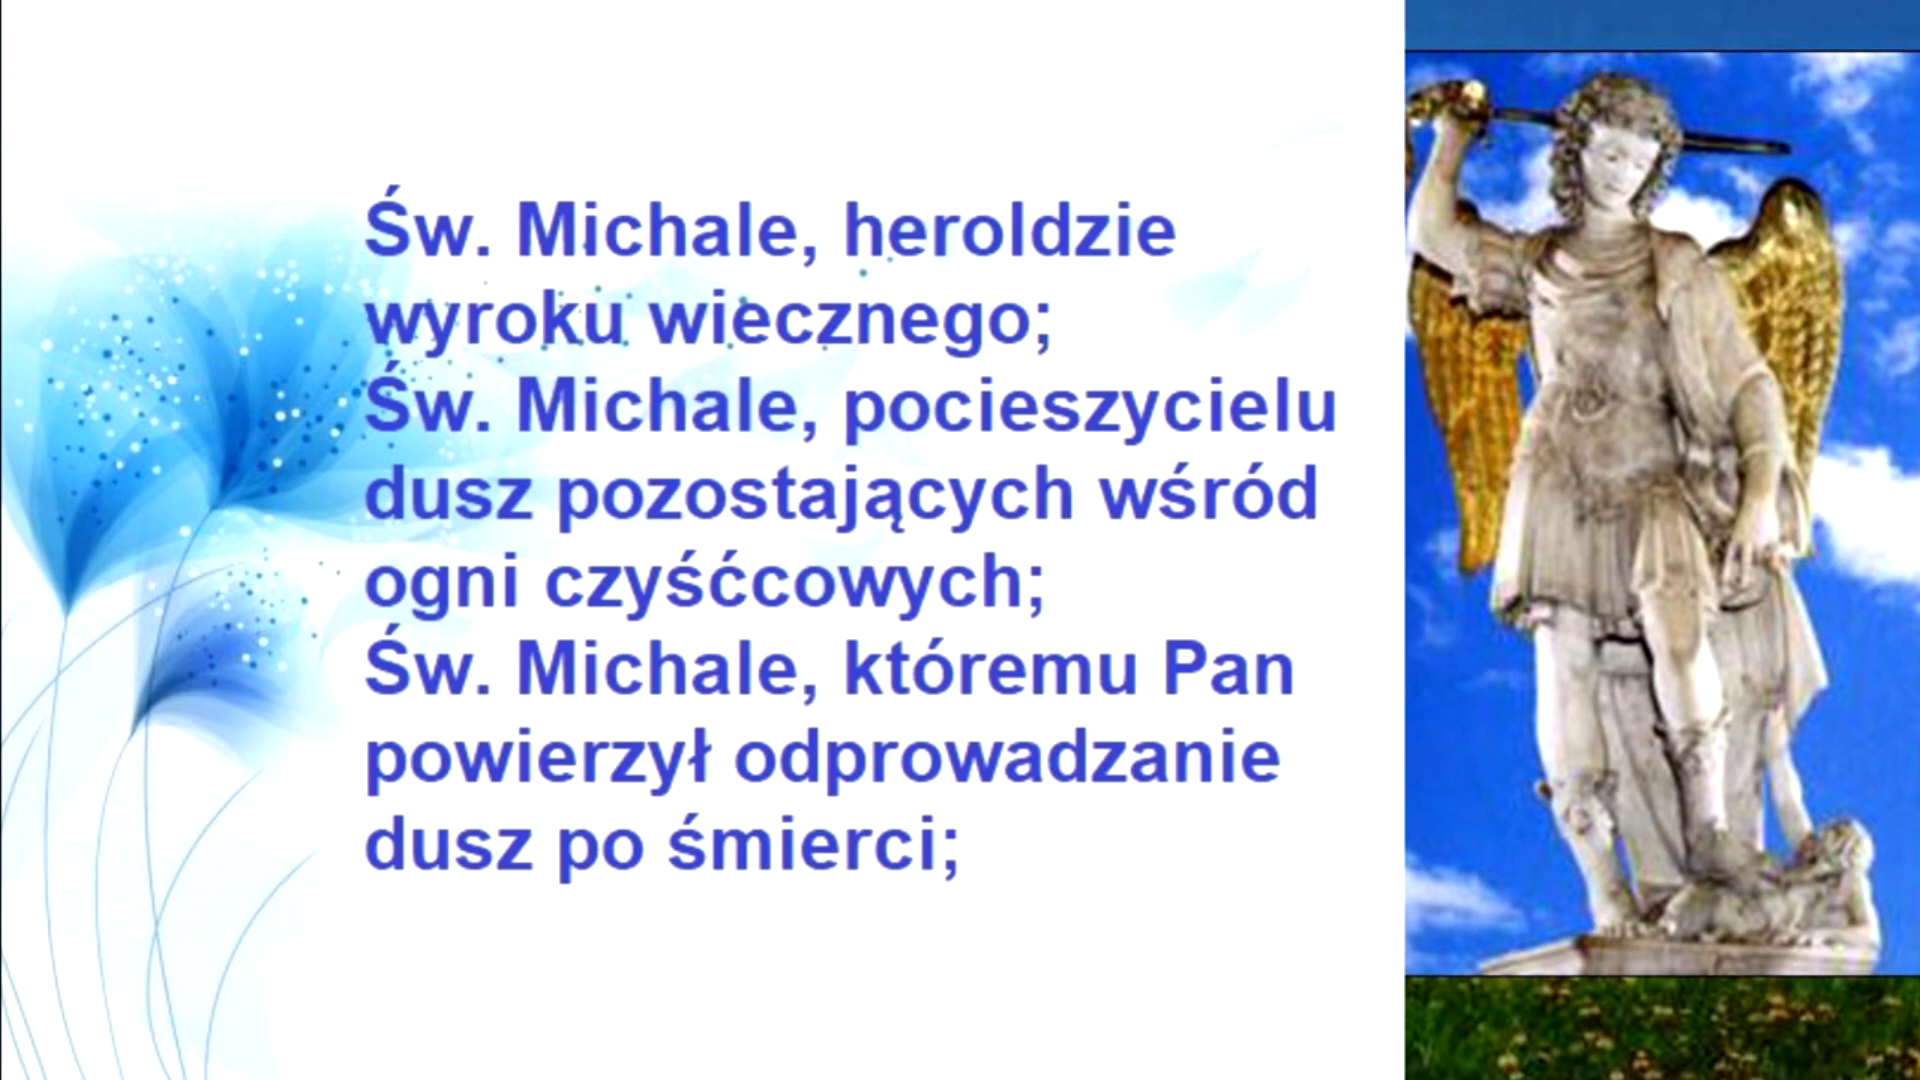 Św. Michale, heroldzie
wyroku wiecznego;
Św. Michale, pocieszycielu
dusz pozostających wśród
ogni czyśćcowych;
Św. Michale, któremu Pan
powierzył odprowadzanie
dusz po śmierci;